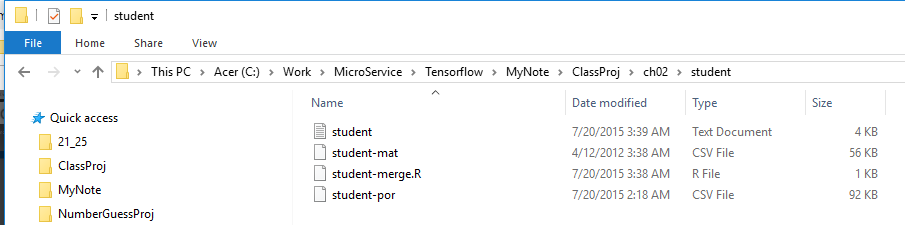 student
File Home Share View
This PC Acer (C:) Work MicroService Tensorflow MyNote ClassProj ch02 student
Name Date modified Type Size
Quick access
21_25
ClassProj
MyNote
NumberGuessProj
student 7/20/2015 3:39 AM Text Document 4 KB
student-mat 4/12/2012 3:38 AM CSV File 56 KB
student-merge.R 7/20/2015 3:38 AM R File 1 KB
student-por 7/20/2015 2:18 AM CSV File 92 KB